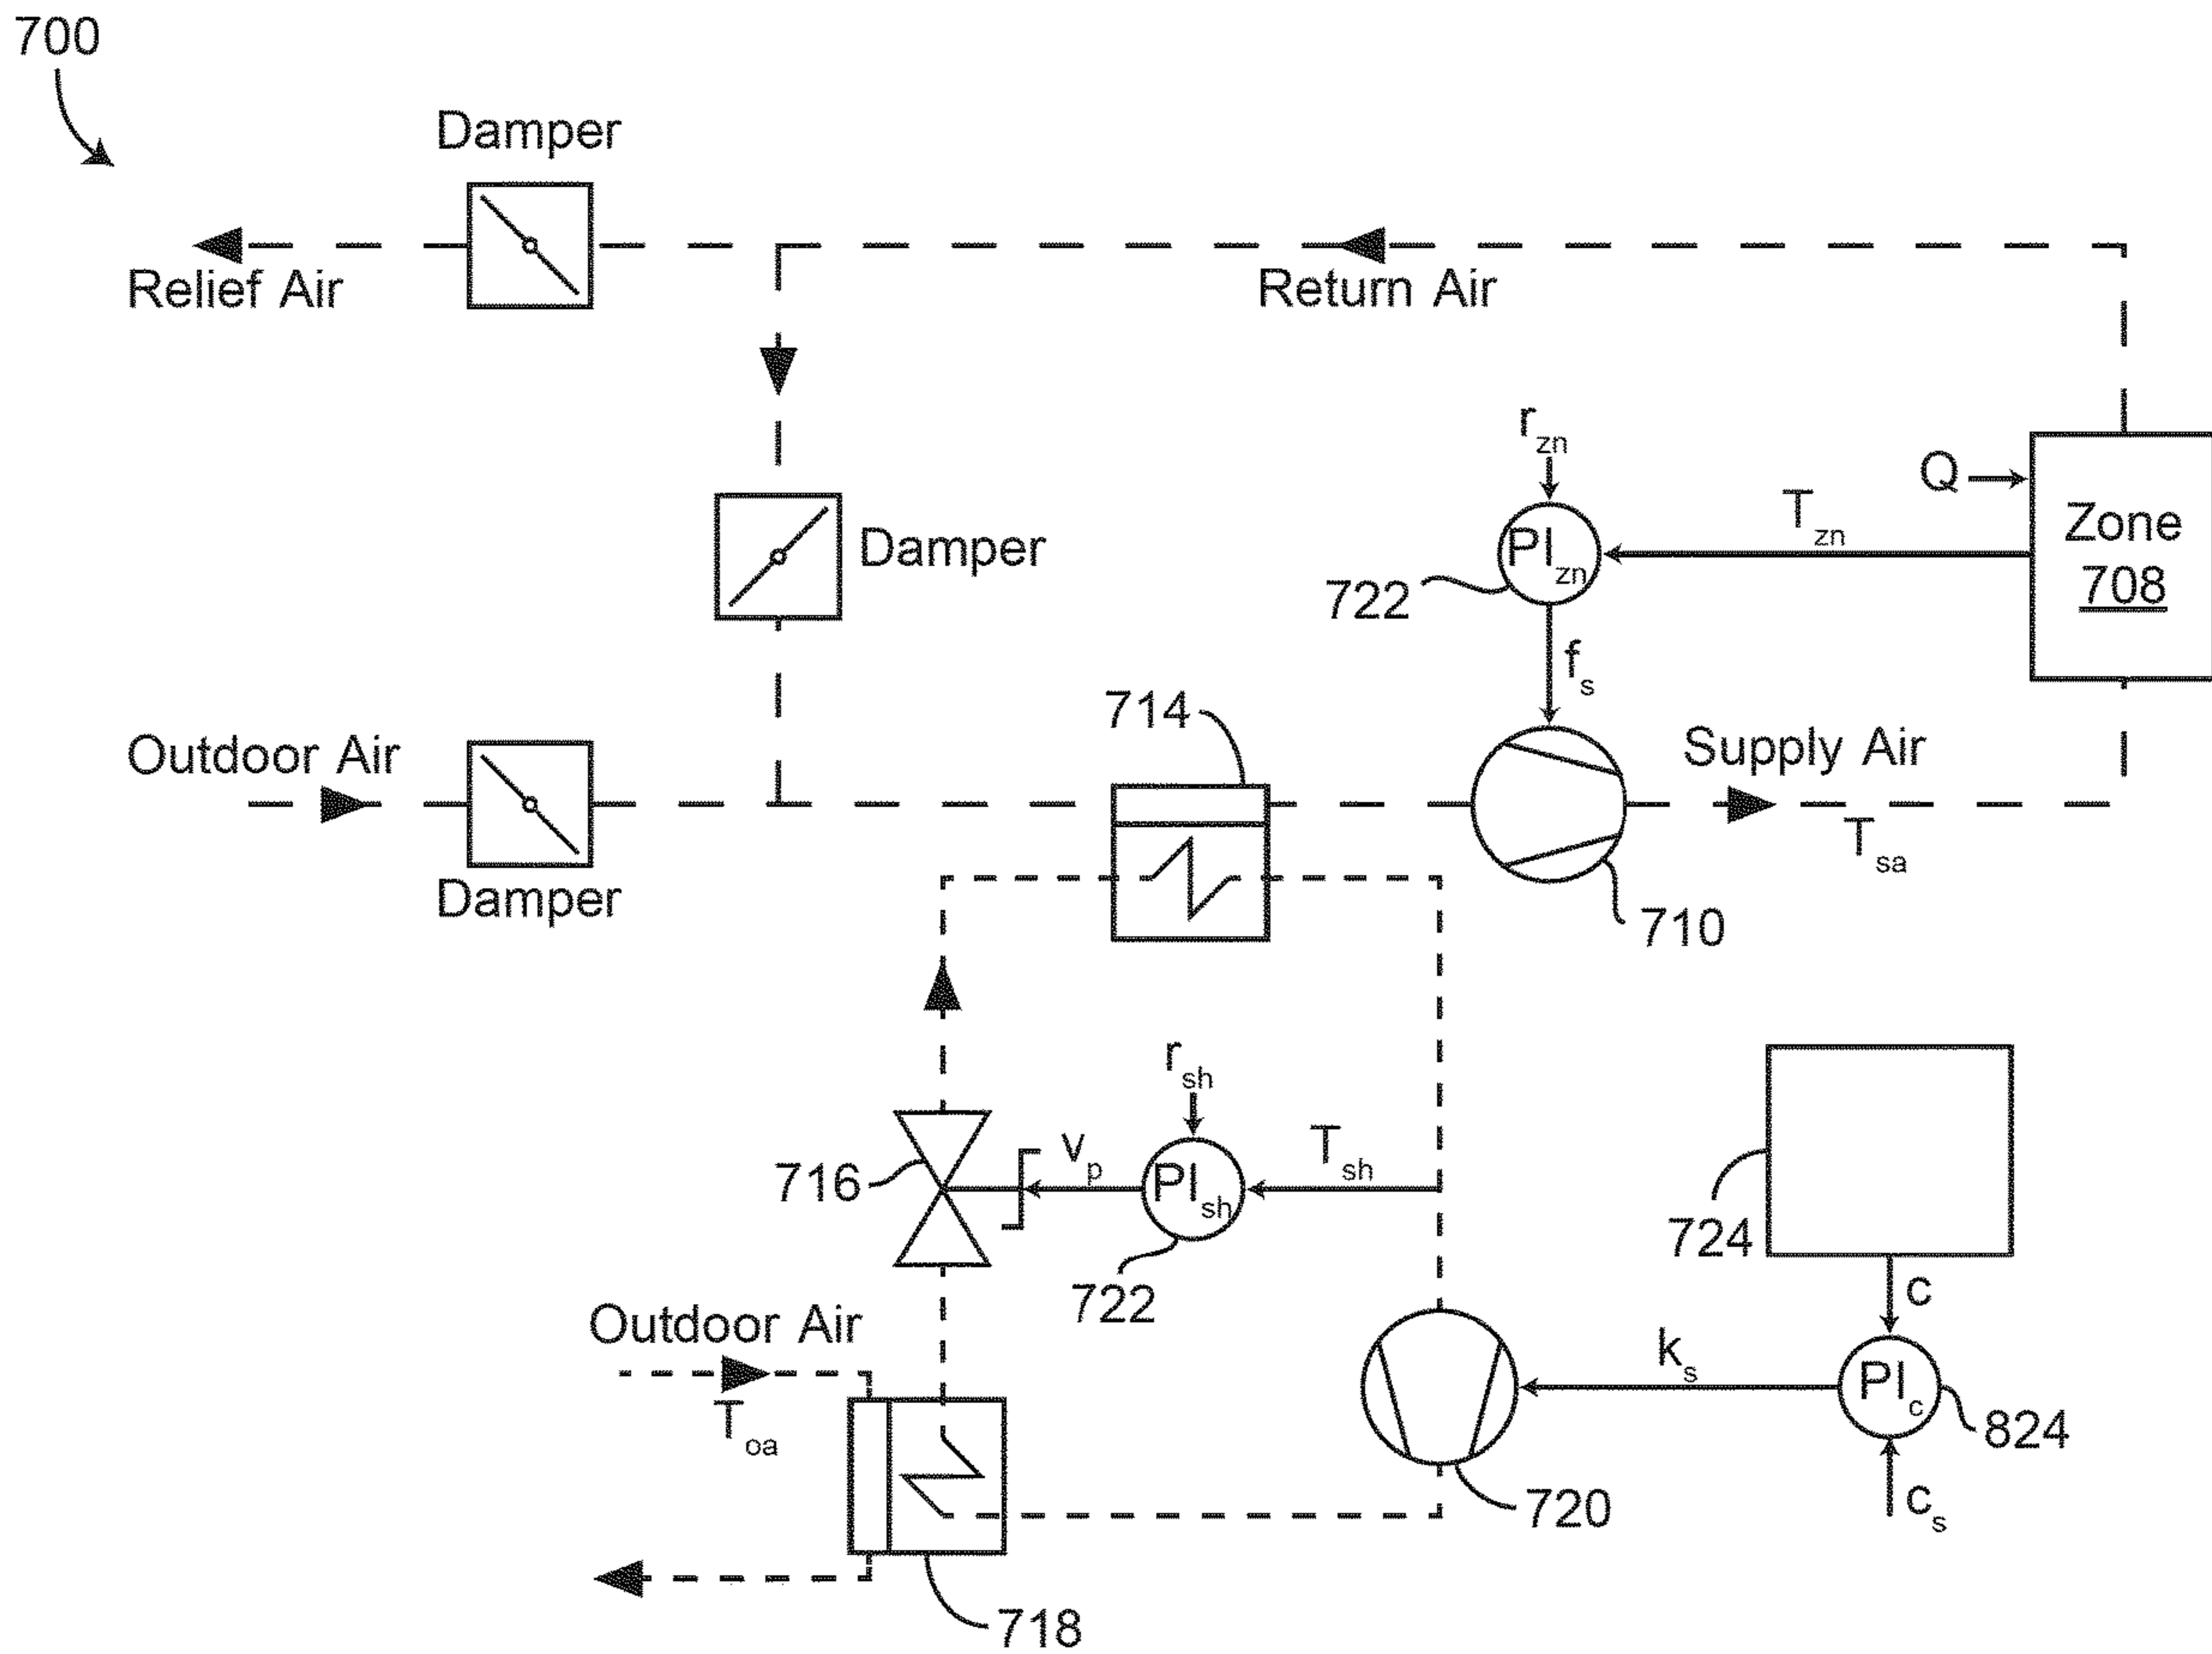 700
Damper
Relief Air
Return Air
r_zn
Q
T_zn
Zone
708
PI_zn
722
Damper
f_s
714
Outdoor Air
Supply Air
T_sa
Damper
710
r_sh
716
v_p
PI_sh
T_sh
722
724
c
Outdoor Air
T_oa
k_s
PI_c
824
c_s
720
718